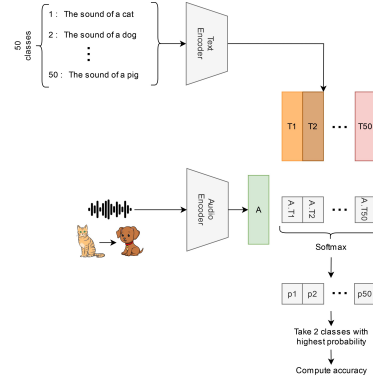 50 classes
1 : The sound of a cat
2 : The sound of a dog
50 : The sound of a pig
Text
Encoder
T1
T2
T50
Audio
Encoder
A
A.T1
A.T2
A.T50
Softmax
p1
p2
p50
Take 2 classes with
highest probability
Compute accuracy